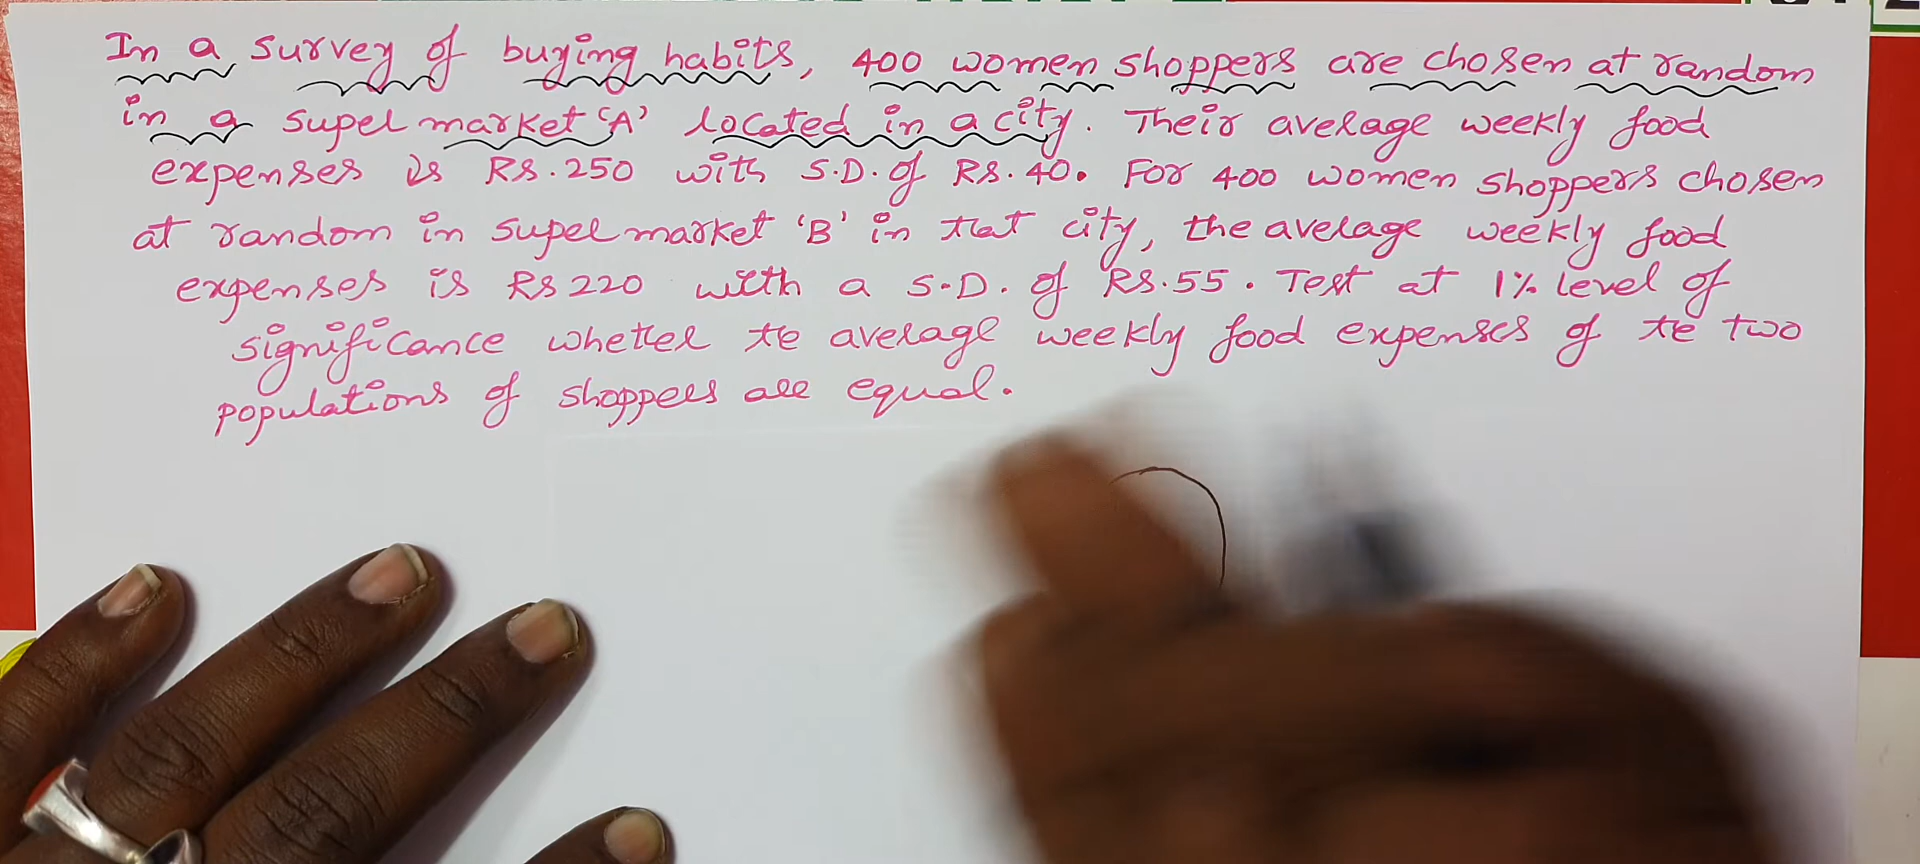 In a survey of buying habits, 400 women shoppers are chosen at random
in a super market 'A' located in a city. Their average weekly food
expenses is RS.250 with S.D. of RS.40. For 400 women shoppers chosen
at random in super market 'B' in that city, the average weekly food
expenses is RS 220 with a S.D. of RS.55. Test at 1% level of
significance whether the average weekly food expenses of the two
populations of shoppers are equal.